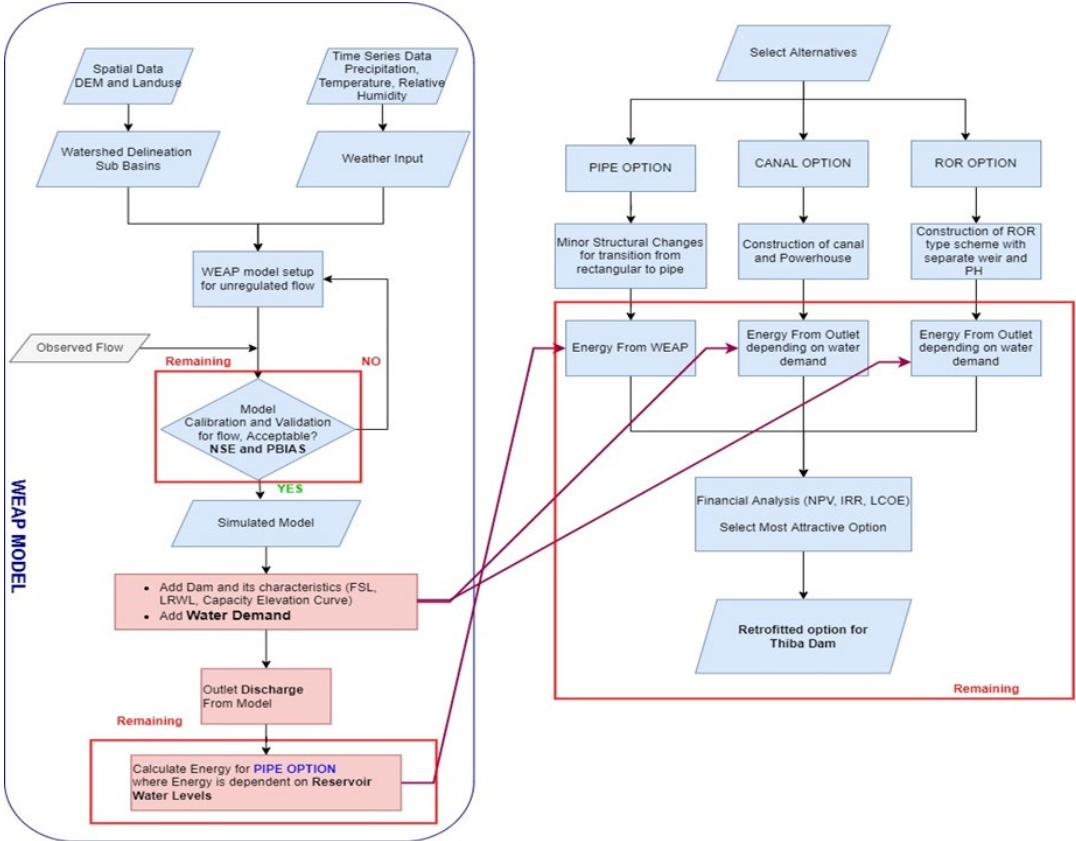 WEAP MODEL
Spatial Data
DEM and Landuse
Time Series Data
Precipitation,
Temperature, Relative
Humidity
Watershed Delineation
Sub Basins
Weather Input
WEAP model setup
for unregulated flow
Observed Flow
Remaining
NO
Model
Calibration and Validation
for flow, Acceptable?
NSE and PBIAS
YES
Simulated Model
• Add Dam and its characteristics (FSL,
LRWL, Capacity Elevation Curve)
• Add Water Demand
Outlet Discharge
From Model
Remaining
Calculate Energy for PIPE OPTION
where Energy is dependent on Reservoir
Water Levels
Select Alternatives
PIPE OPTION
CANAL OPTION
ROR OPTION
Minor Structural Changes
for transition from
rectangular to pipe
Construction of canal
and Powerhouse
Construction of ROR
type scheme with
separate weir and
PH
Energy From WEAP
Energy From Outlet
depending on water
demand
Energy From Outlet
depending on water
demand
Financial Analysis (NPV, IRR, LCOE)
Select Most Attractive Option
Retrofitted option for
Thiba Dam
Remaining